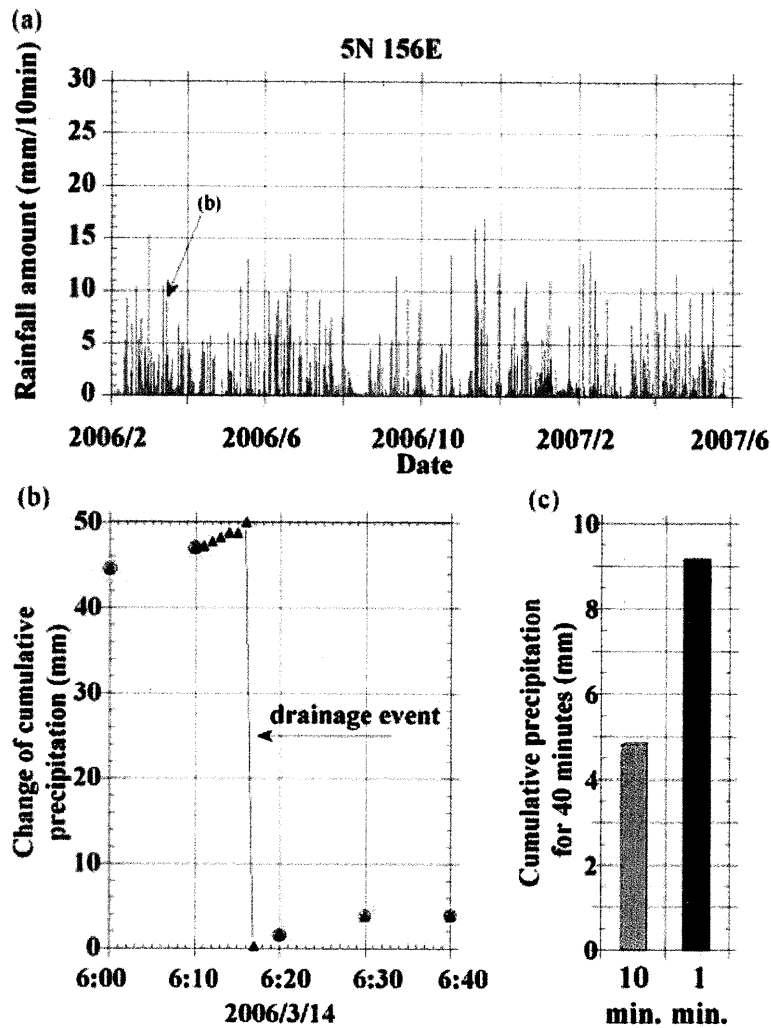 (a)
5N 156E
Rainfall amount (mm/10min)
30
25
20
15
10
5
0
(b)
2006/2 2006/6 2006/10 2007/2 2007/6
Date
(b)
Change of cumulative
precipitation (mm)
50
40
30
20
10
0
drainage event
6:00 6:10 6:20 6:30 6:40
2006/3/14
(c)
Cumulative precipitation
for 40 minutes (mm)
10
8
6
4
2
0
10 1
min. min.